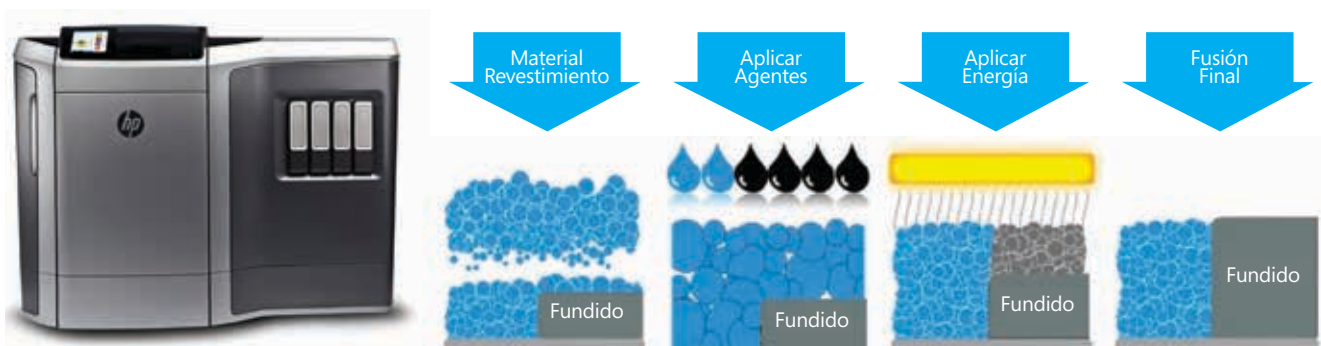 hp
Material
Revestimiento
Aplicar
Agentes
Aplicar
Energía
Fusión
Final
Fundido
Fundido
Fundido
Fundido